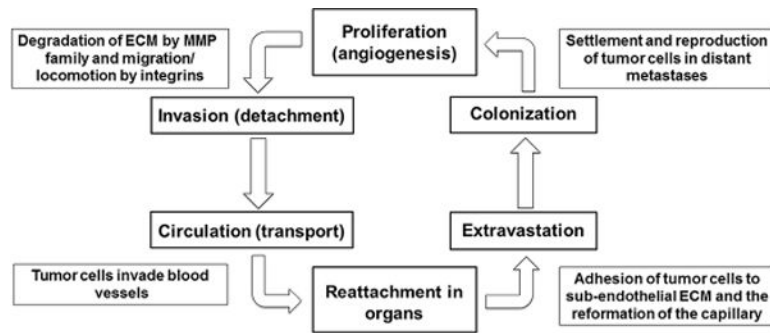 Proliferation
(angiogenesis)
Degradation of ECM by MMP
family and migration/
locomotion by integrins
Settlement and reproduction
of tumor cells in distant
metastases
Invasion (detachment)
Colonization
Circulation (transport)
Extravastation
Tumor cells invade blood
vessels
Reattachment in
organs
Adhesion of tumor cells to
sub-endothelial ECM and the
reformation of the capillary